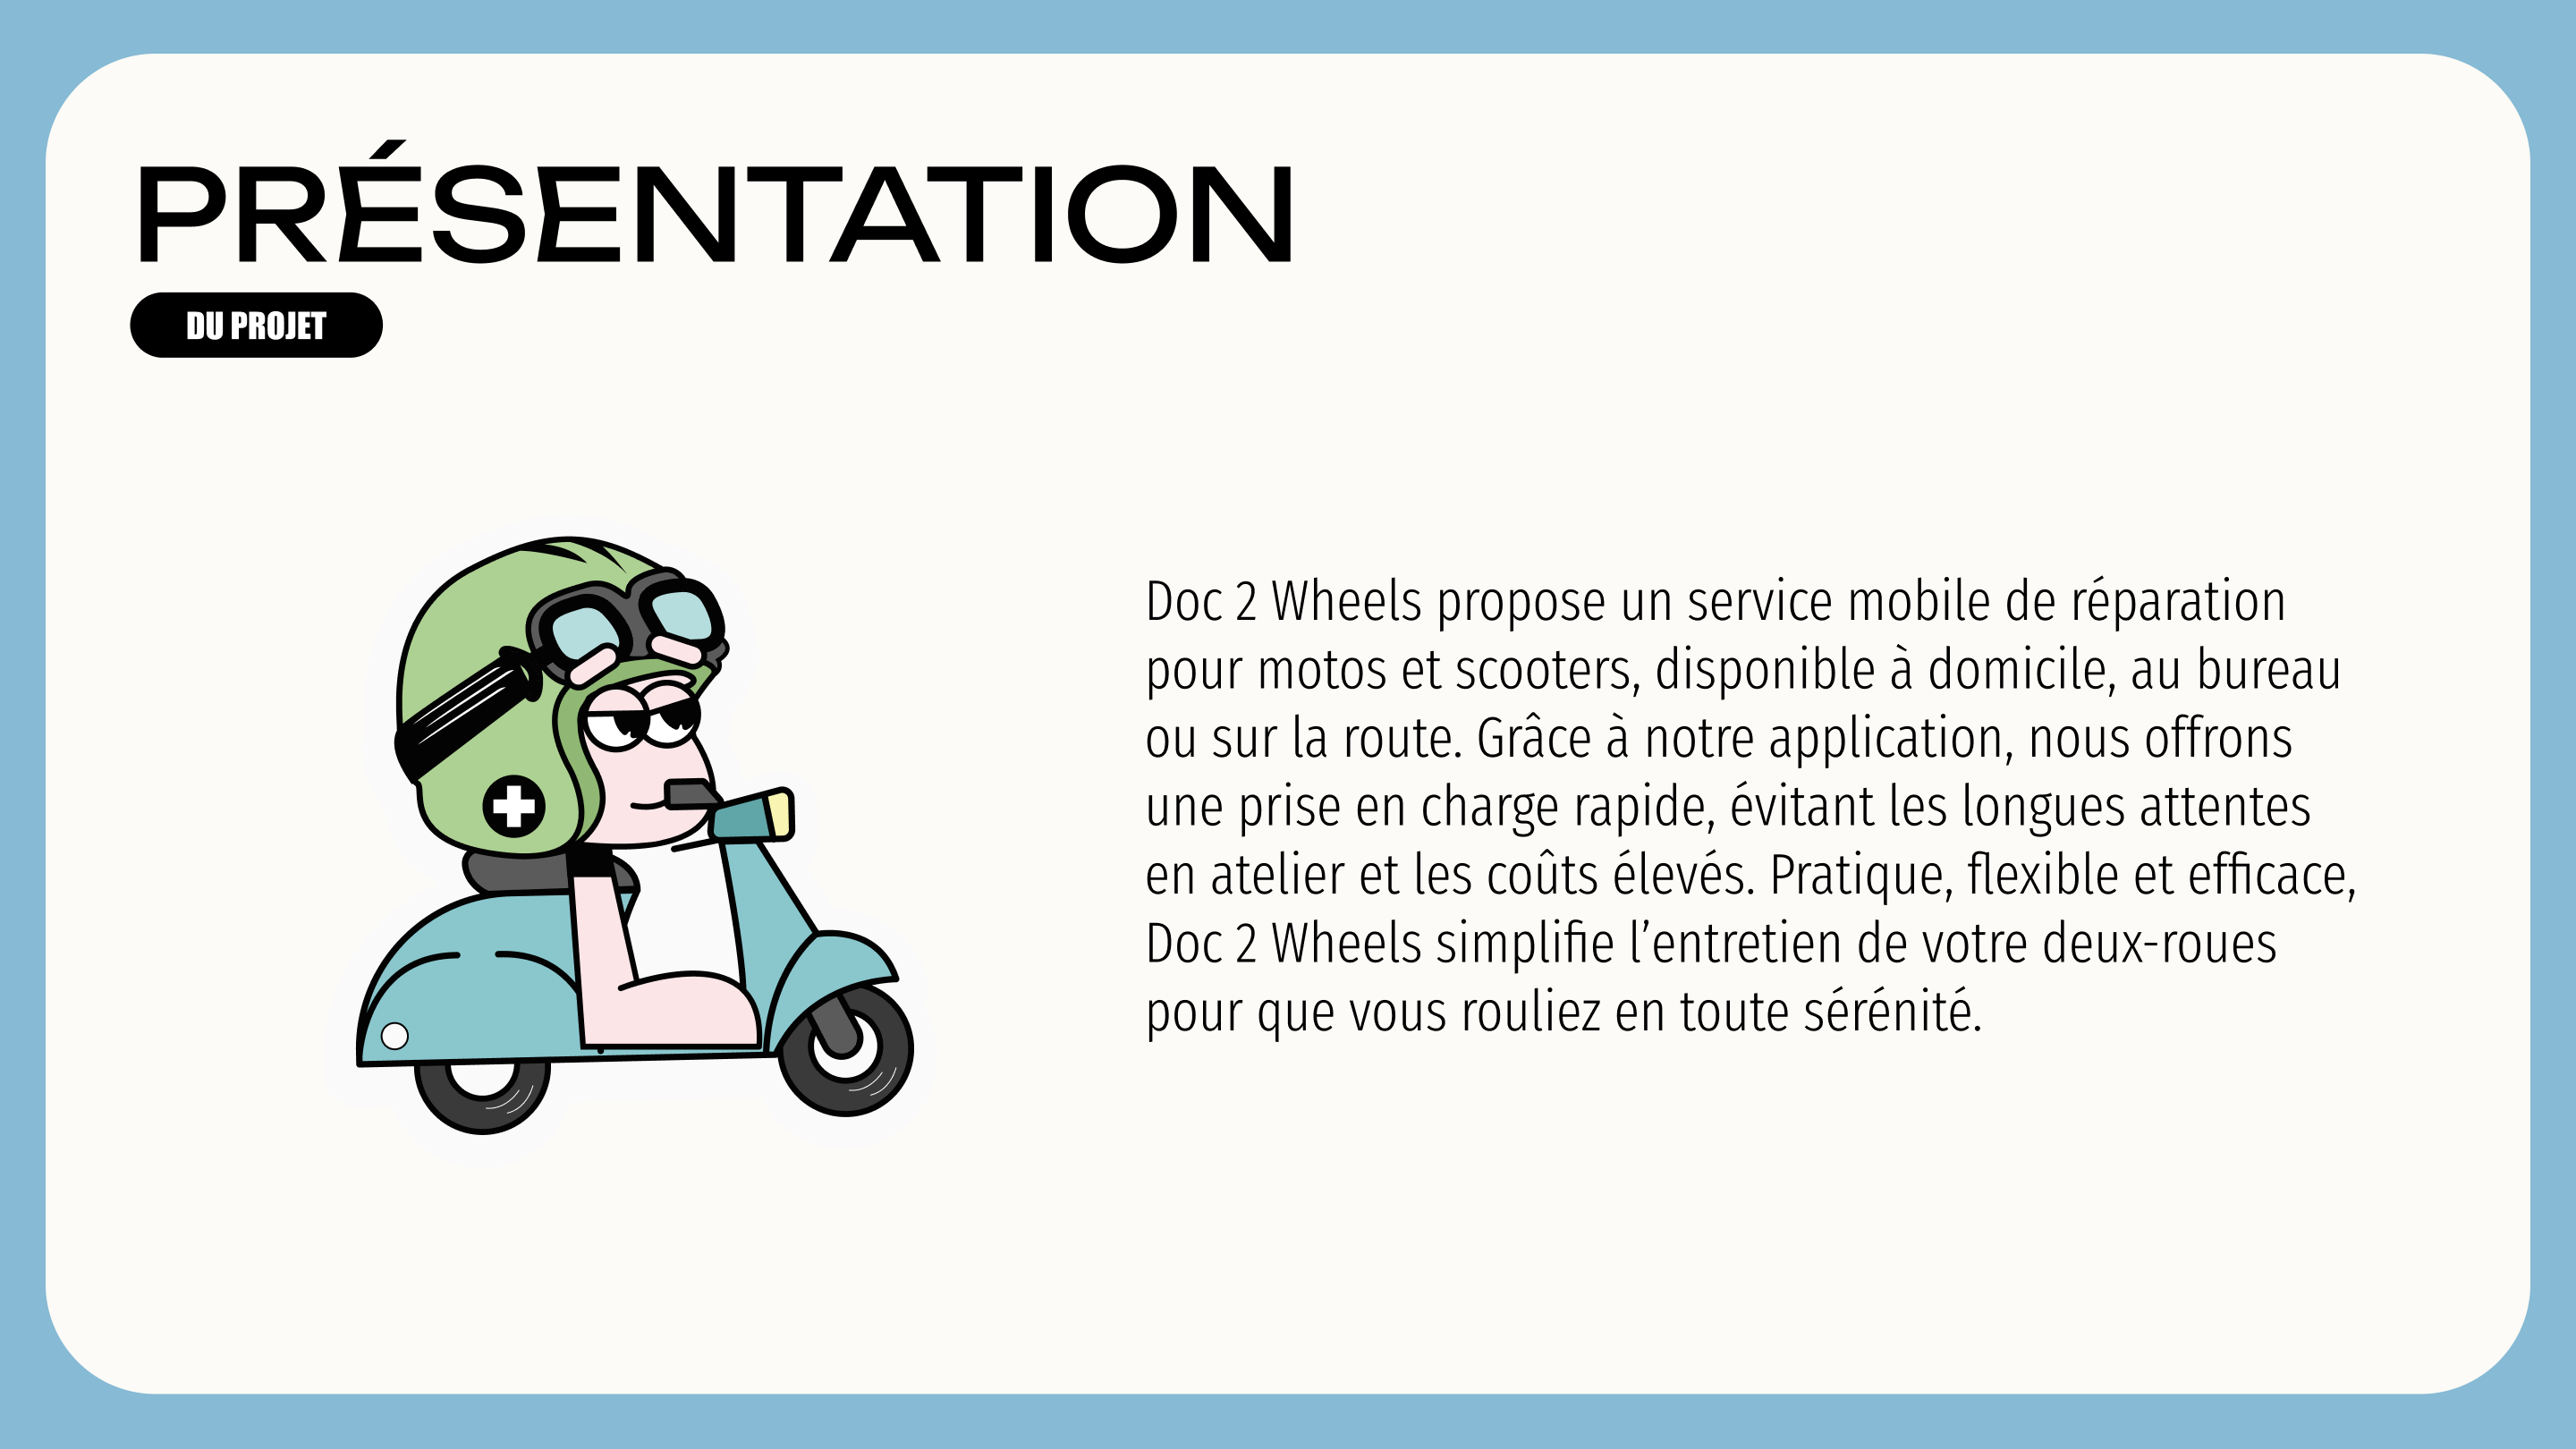 PRÉSENTATION
DU PROJET
Doc 2 Wheels propose un service mobile de réparation
pour motos et scooters, disponible à domicile, au bureau
ou sur la route. Grâce à notre application, nous offrons
une prise en charge rapide, évitant les longues attentes
en atelier et les coûts élevés. Pratique, flexible et efficace,
Doc 2 Wheels simplifie l’entretien de votre deux-roues
pour que vous rouliez en toute sérénité.